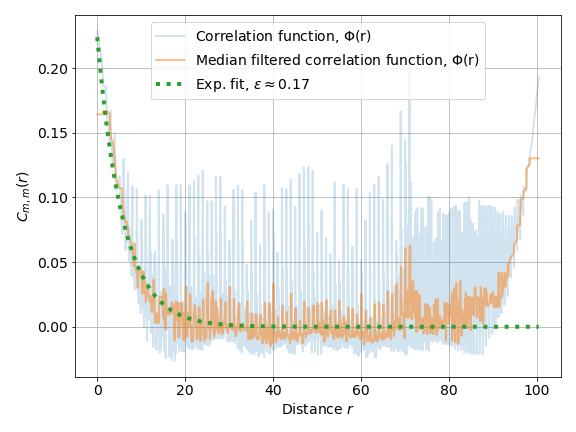 Correlation function, Φ(r)
Median filtered correlation function, Φ(r)
Exp. fit, ε ≈ 0.17
0.20
0.15
0.10
0.05
0.00
C_{m,m}(r)
0 20 40 60 80 100
Distance r